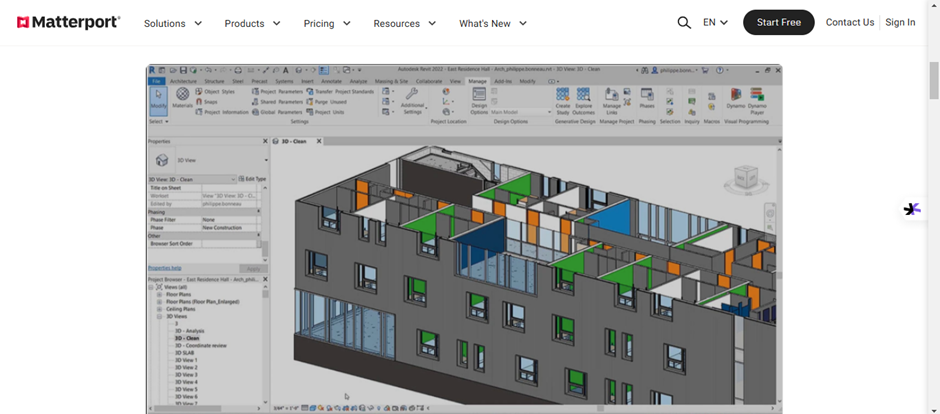 Matterport®
Solutions
Products
Pricing
Resources
What's New
EN
Start Free
Contact Us
Sign In
Autodesk Revit 2023 - East Residence Hall - Arch_philippe.bonneau.rvt - 3D View: 3D - Clean
File Architecture Structure Steel Precast Systems Insert Annotate Analyze Massing & Site Collaborate View Manage Add-Ins Modify
Modify
Materials
Object Styles
Snaps
Project Information
Project Parameters
Shared Parameters
Global Parameters
Transfer Project Standards
Purge Unused
Project Units
Additional Settings
Design Options
Main Model
Create Study
Explore Outcomes
Manage Links
Phases
Dynamo
Dynamo Player
Select
Settings
Project Location
Design Options
Generative Design
Manage Project
Phasing
Selection
Inquiry
Macros
Visual Programming
Properties
3D - Clean
3D View
3D View: 3D - Clean
Edit Type
Title on Sheet
Workset
View "3D View: 3D - C...
Edited by
philippe.bonneau
Phasing
Phase Filter
None
Phase
New Construction
Other
Browser Sort Order
Properties help
Apply
Project Browser - East Residence Hall - Arch_phili...
Views (all)
Floor Plans
Floor Plans (Floor Plan_Enlarged)
Ceiling Plans
3D Views
3
3D - Analysis
3D - Clean
3D - Coordinate review
3D SLAB
3D View 1
3D View 2
3D View 3
3D View 4
3D View 5
3D View 6
3D View 7
3/64" = 1'-0"